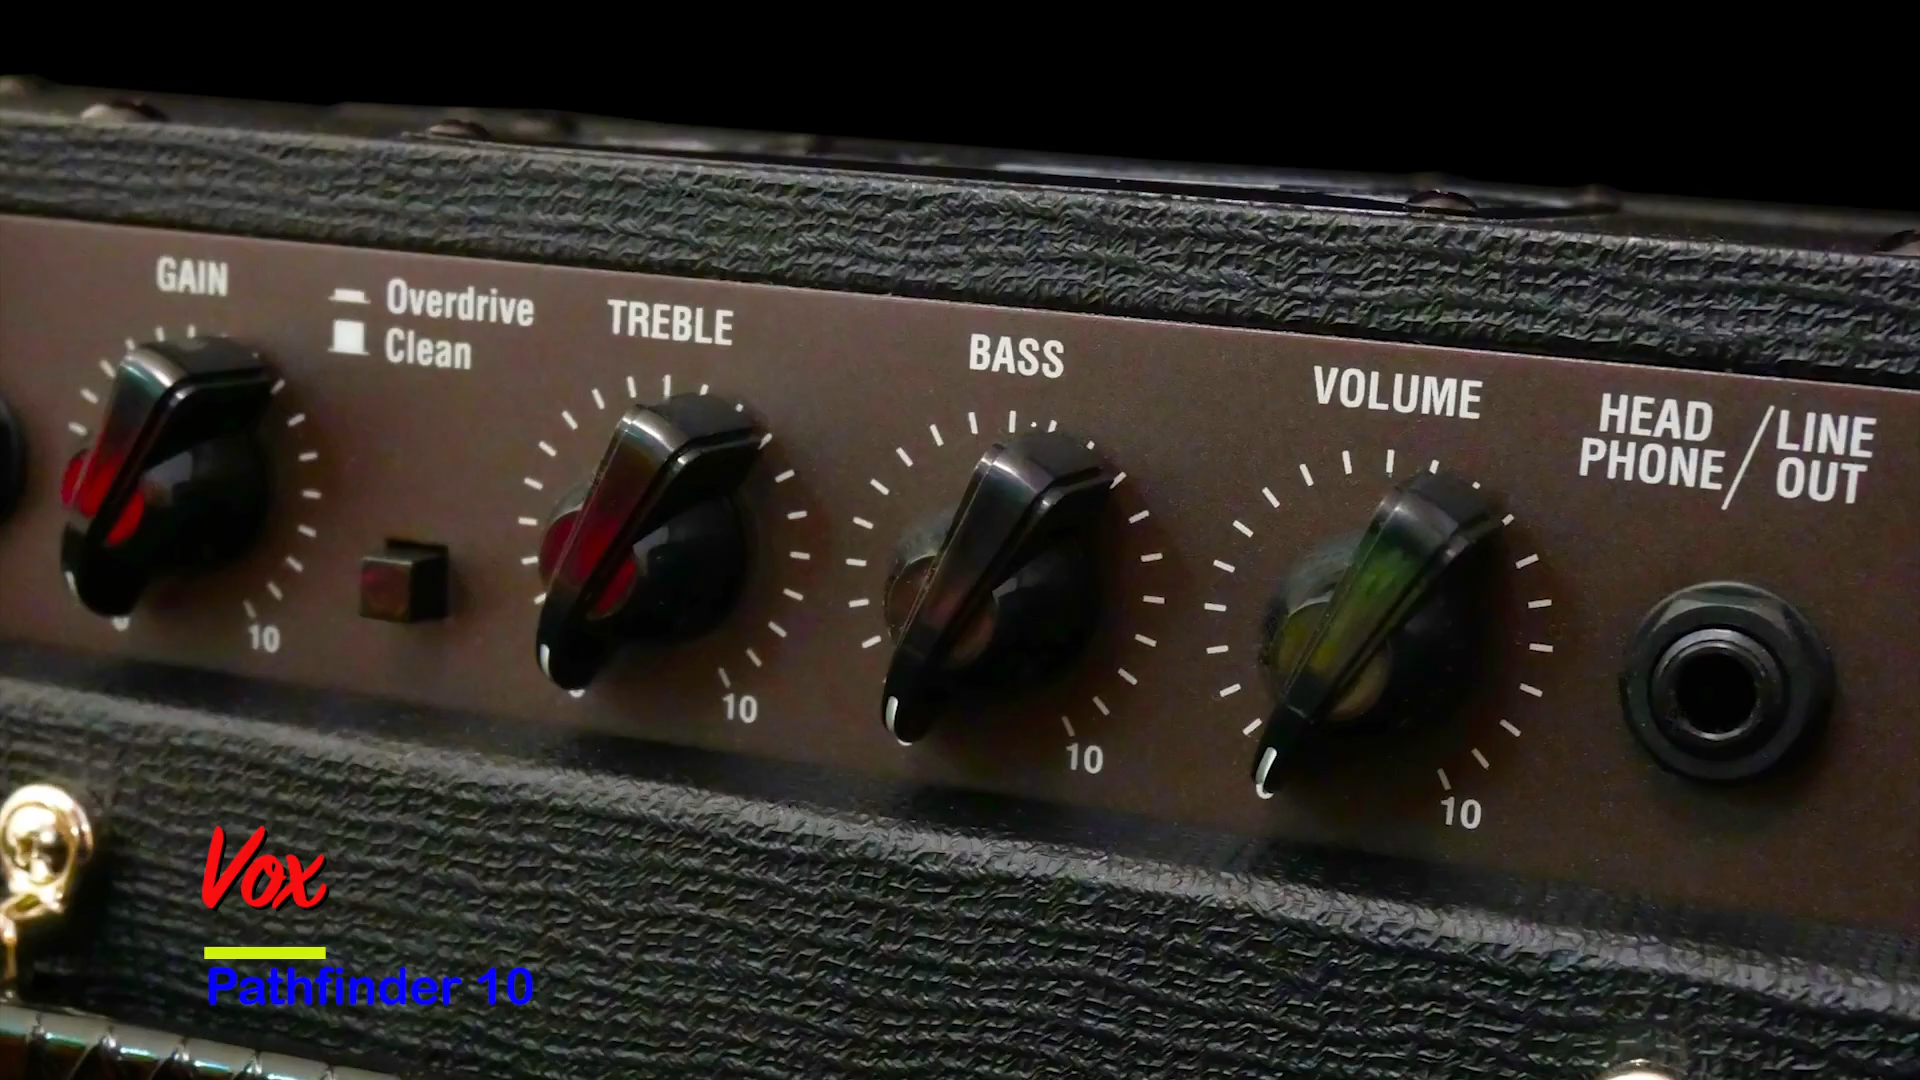 GAIN
Overdrive
Clean
TREBLE
BASS
VOLUME
HEAD
PHONE
/
LINE
OUT
10
10
10
10
Vox
Pathfinder 10